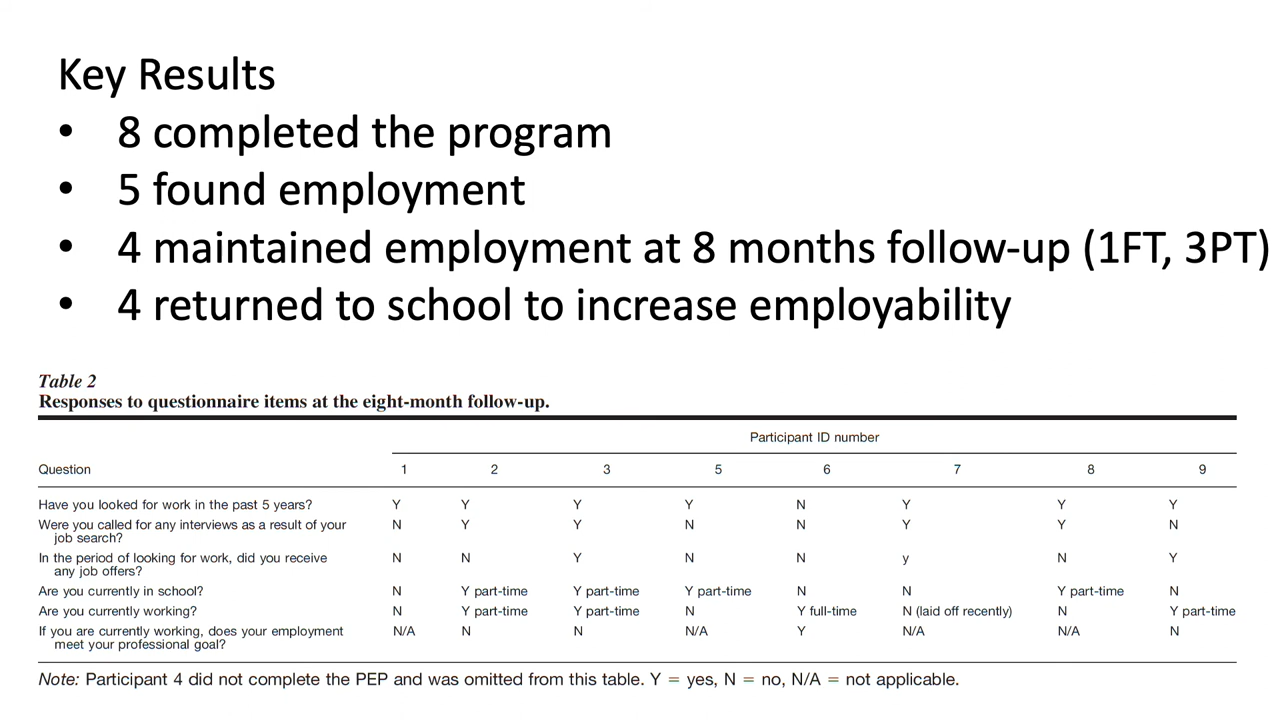 Key Results
• 8 completed the program
• 5 found employment
• 4 maintained employment at 8 months follow-up (1FT, 3PT)
• 4 returned to school to increase employability
Table 2
Responses to questionnaire items at the eight-month follow-up.
Participant ID number
Question 1 2 3 5 6 7 8 9
Have you looked for work in the past 5 years? Y Y Y Y N Y Y Y
Were you called for any interviews as a result of your N Y Y N N Y Y N
job search?
In the period of looking for work, did you receive N N Y N N y N Y
any job offers?
Are you currently in school? N Y part-time Y part-time Y part-time N N Y part-time N
Are you currently working? N Y part-time Y part-time N Y full-time N (laid off recently) N Y part-time
If you are currently working, does your employment N/A N N N/A Y N/A N/A N
meet your professional goal?
Note: Participant 4 did not complete the PEP and was omitted from this table. Y = yes, N = no, N/A = not applicable.